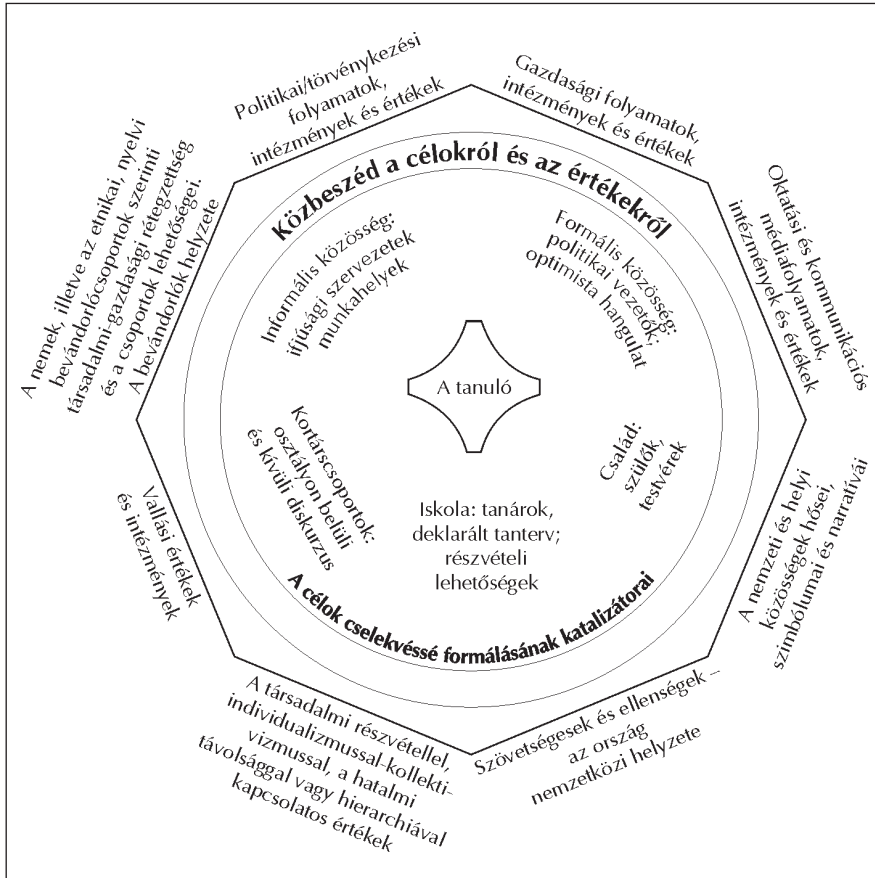 Politikai/törvénykezési
folyamatok,
intézmények és értékek
Gazdasági folyamatok,
intézmények és értékek
Oktatási és kommunikációs
médiafolyamatok,
intézmények és értékek
A nemzeti és helyi
közösségek hősei,
szimbólumai és narratívái
Szövetségesek és ellenségek –
az ország
nemzetközi helyzete
A társadalmi részvétellel,
individualizmussal-kollekti-
vizmussal, a hatalmi
távolsággal vagy hierarchiával
kapcsolatos értékek
Vallási értékek
és intézmények
A nemek, illetve az etnikai, nyelvi
bevándorlócsoportok szerinti
társadalmi-gazdasági rétegzettség
és a csoportok lehetőségei.
A bevándorlók helyzete
Közbeszéd a célokról és az értékekről
Informális közösség:
ifjúsági szervezetek
munkahelyek
Formális közösség:
politikai vezetők;
optimista hangulat
A tanuló
Család:
szülők,
testvérek
Kortárscsoportok:
osztályon belüli
és kívüli diskurzus
Iskola: tanárok,
deklarált tanterv;
részvételi
lehetőségek
A célok cselekvéssé formálásának katalizátorai